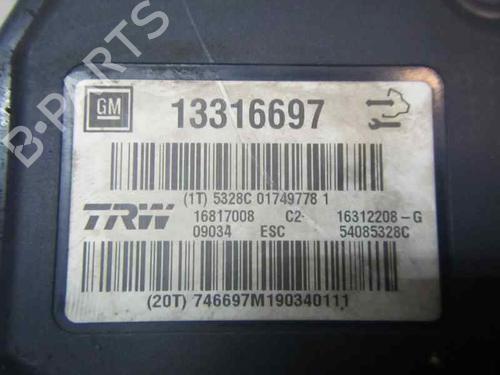 B-PARTS
GM 13316697
(1T) 5328C 01749778 1
TRW 16817008 C2- 16312208-G
09034 ESC 54085328C
(20T) 746697M190340111